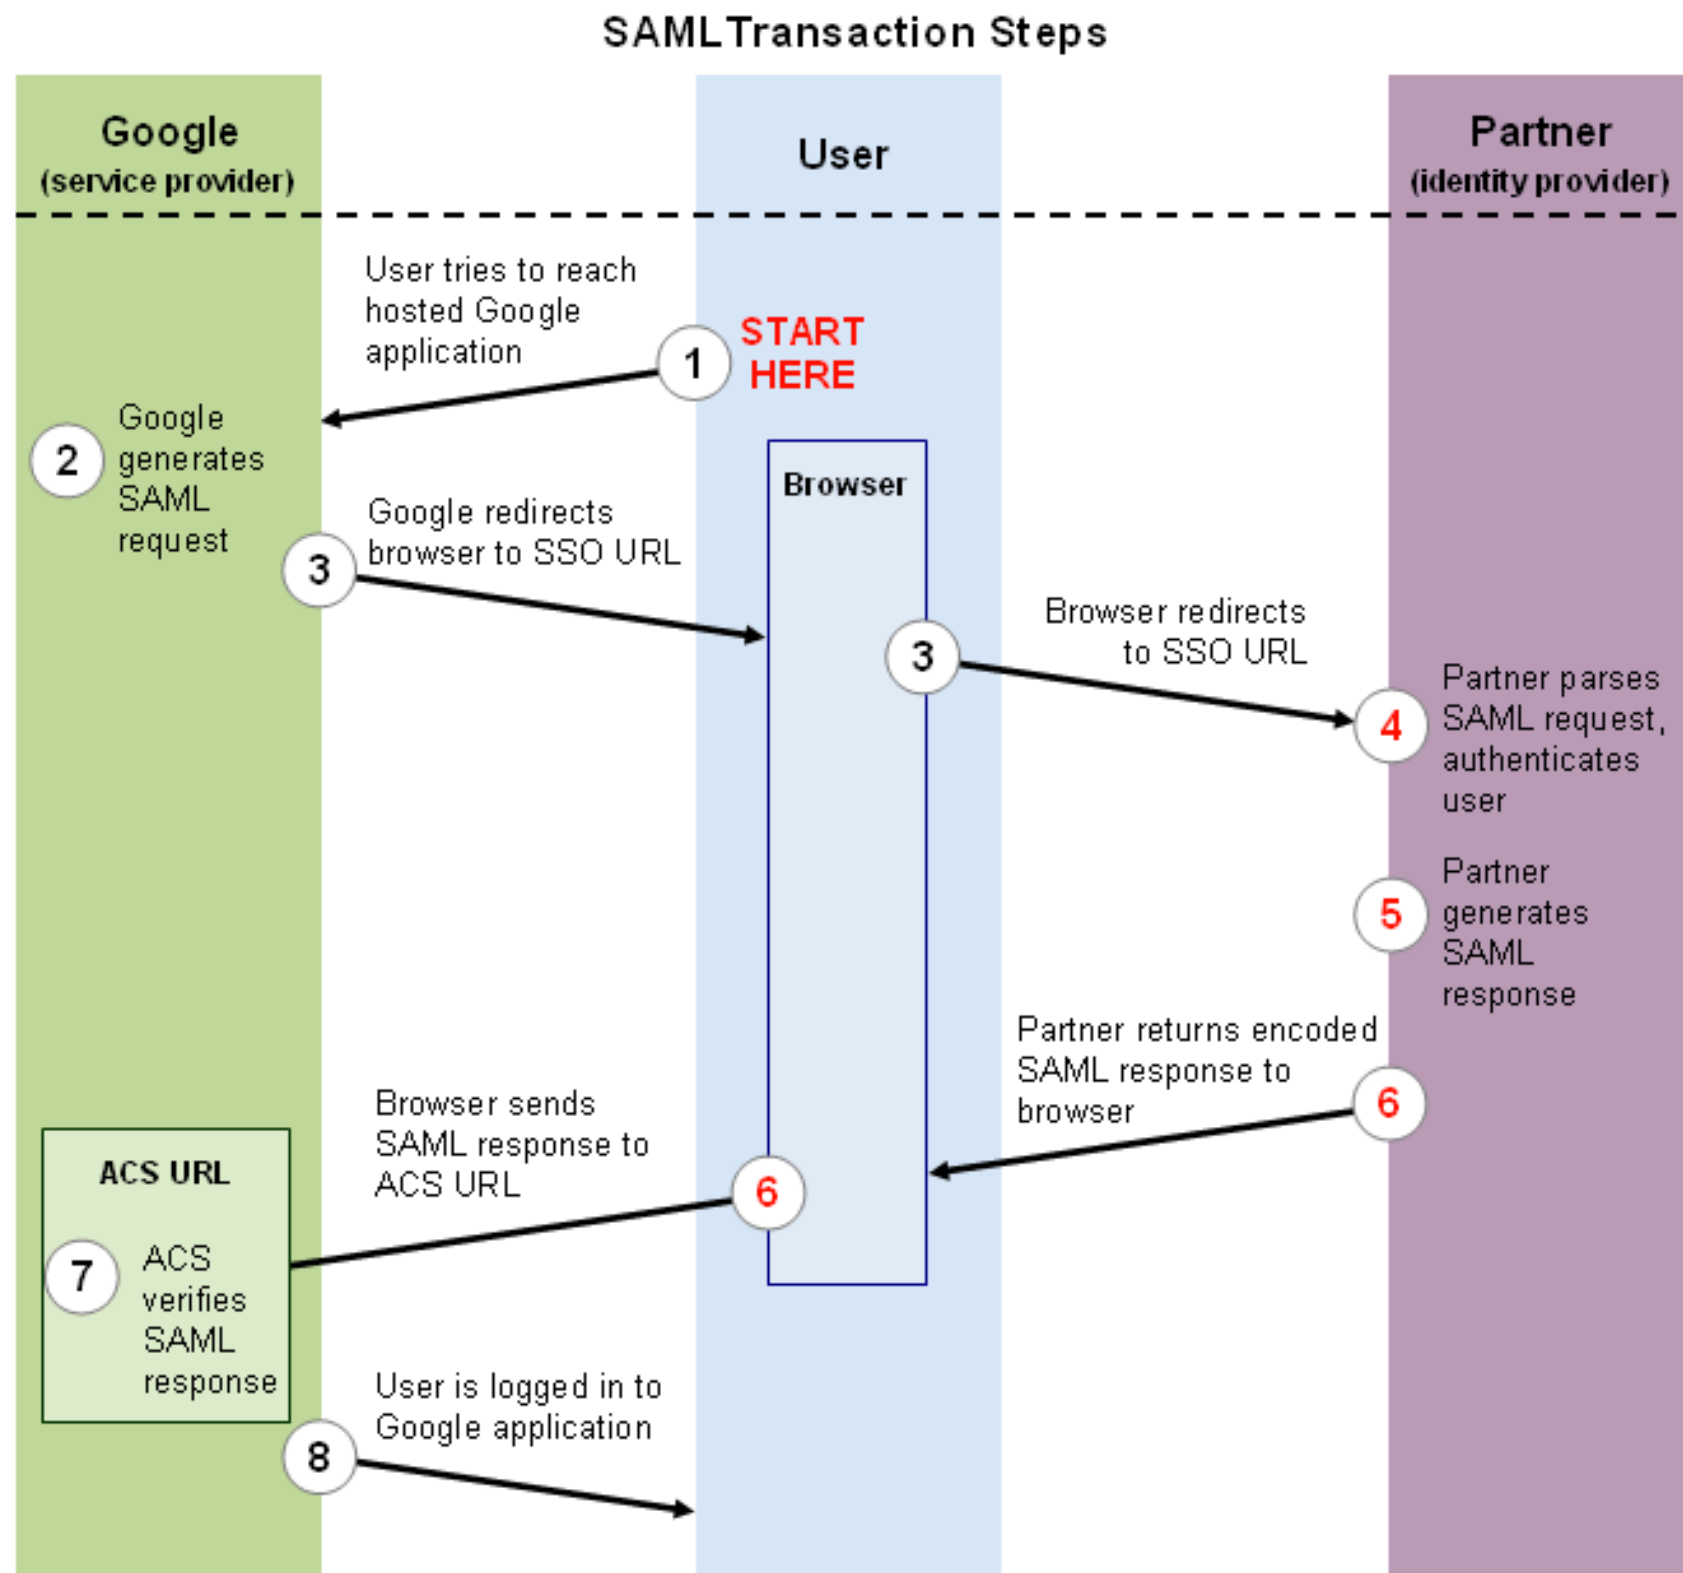 SAML Transaction Steps
Google
(service provider)
User
Partner
(identity provider)
User tries to reach
hosted Google
application
1
START
HERE
2
Google
generates
SAML
request
Browser
3
Google redirects
browser to SSO URL
3
Browser redirects
to SSO URL
4
Partner parses
SAML request,
authenticates
user
5
Partner
generates
SAML
response
Partner returns encoded
SAML response to
browser
6
Browser sends
SAML response to
ACS URL
6
ACS URL
7
ACS
verifies
SAML
response
User is logged in to
Google application
8